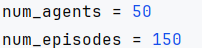 num_agents = 50
num_episodes = 150